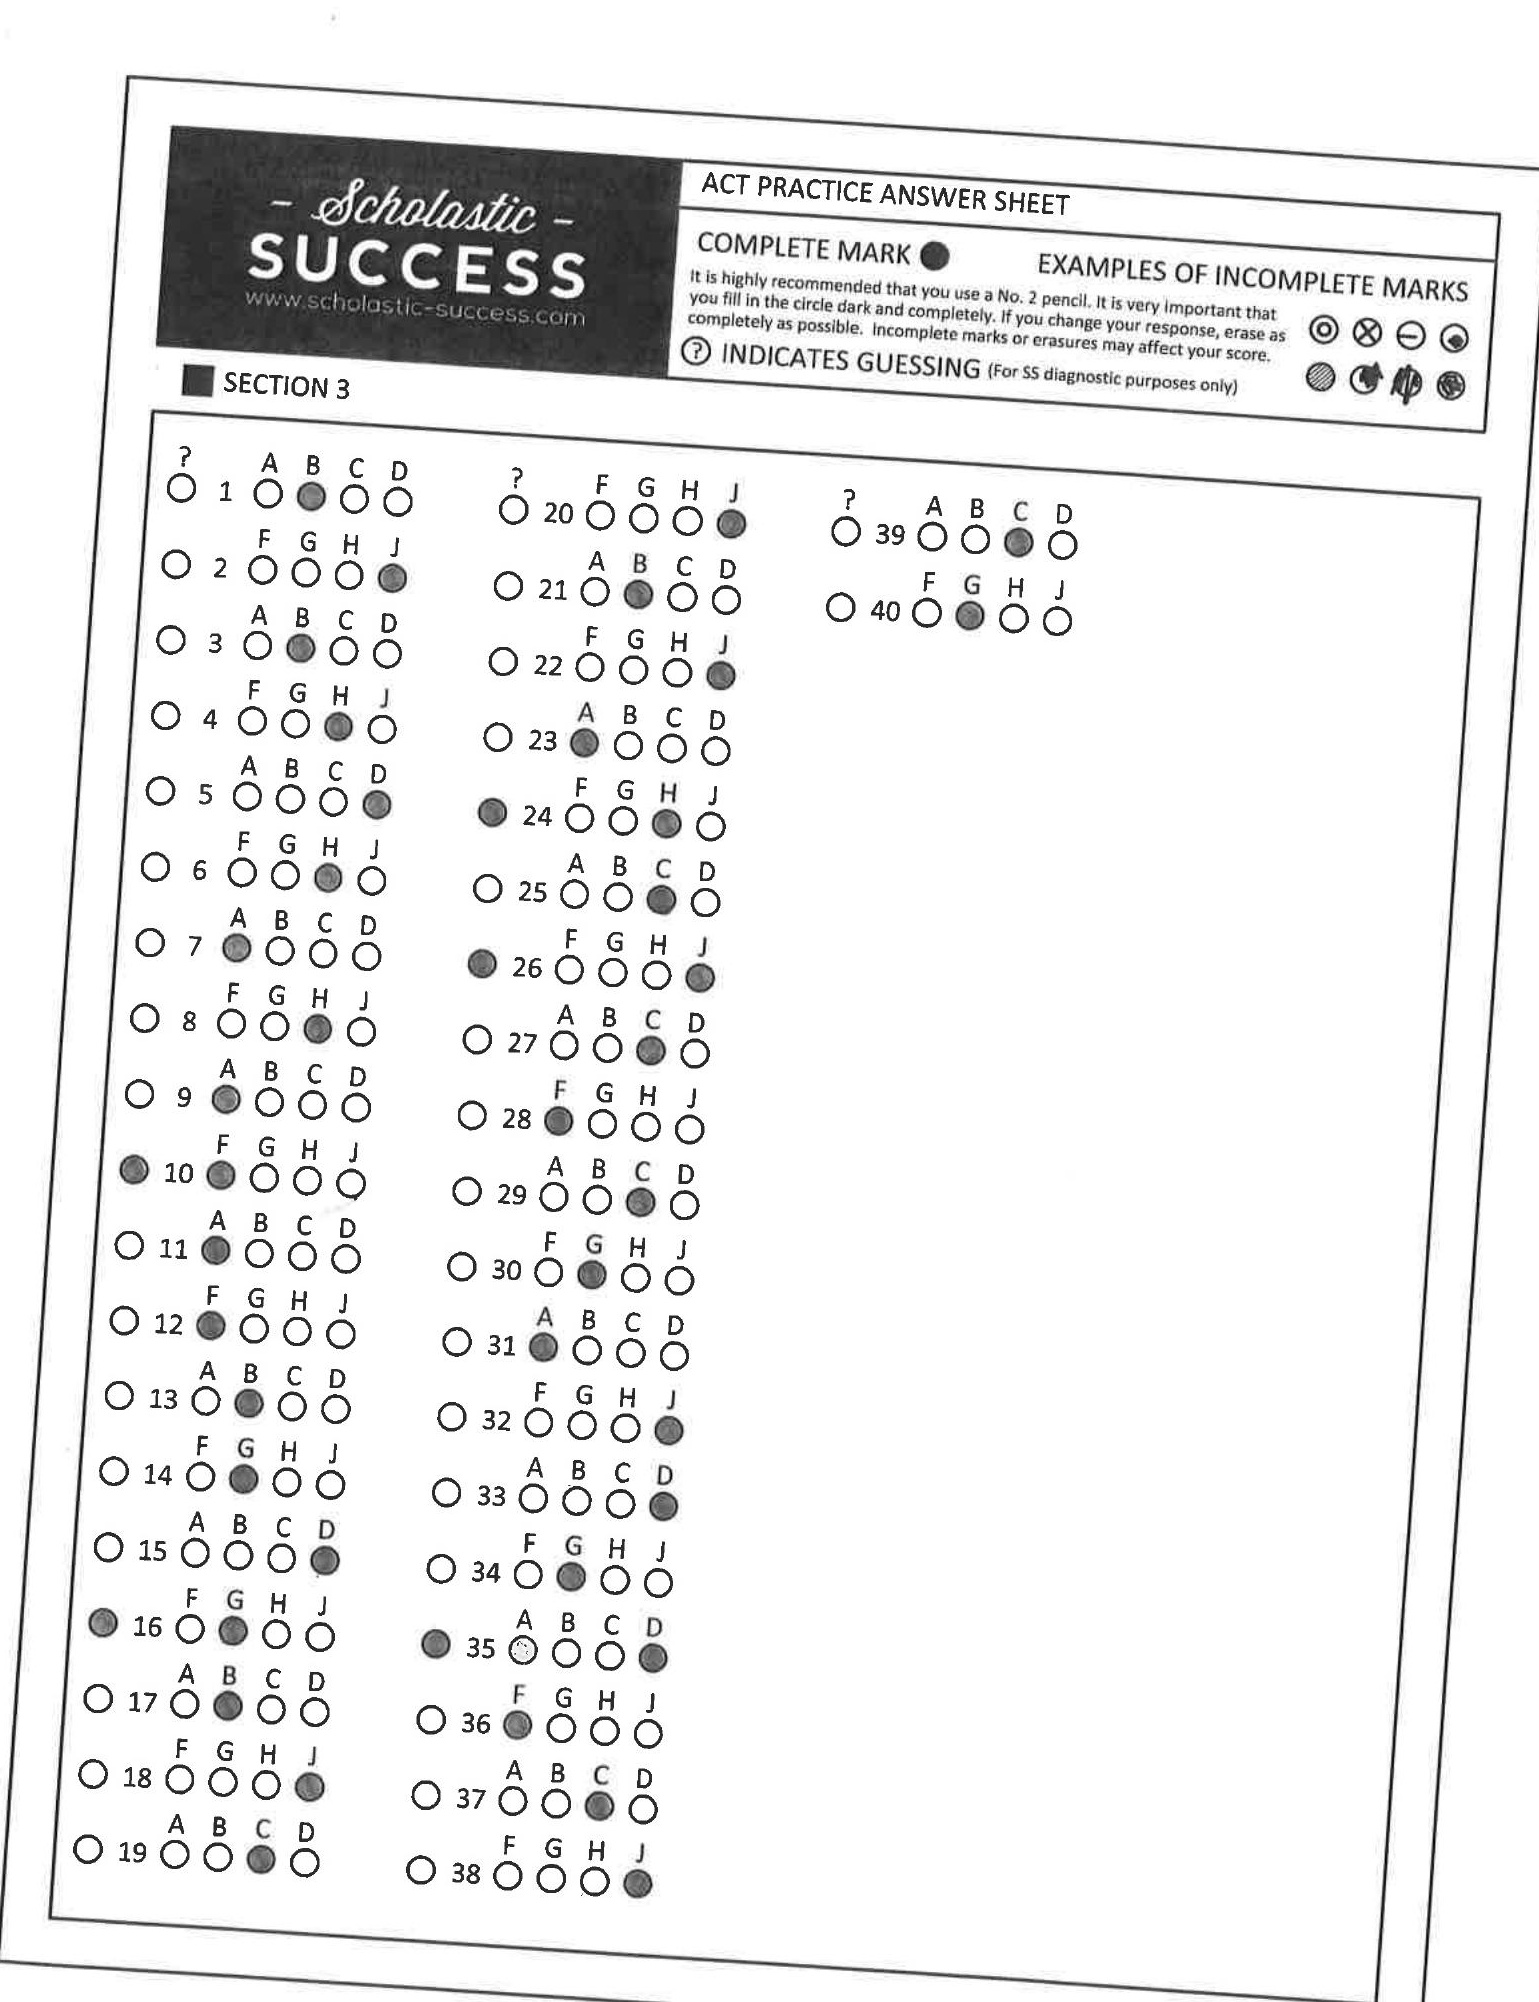 - Scholastic -
SUCCESS
www.scholastic-success.com
ACT PRACTICE ANSWER SHEET
COMPLETE MARK
EXAMPLES OF INCOMPLETE MARKS
It is highly recommended that you use a No. 2 pencil. It is very important that
you fill in the circle dark and completely. If you change your response, erase as
completely as possible. Incomplete marks or erasures may affect your score.
? INDICATES GUESSING (For SS diagnostic purposes only)
SECTION 3
? A B C D
1
F G H J
2
A B C D
3
F G H J
4
A B C D
5
F G H J
6
A B C D
7
F G H J
8
A B C D
9
F G H J
10
A B C D
11
F G H J
12
A B C D
13
F G H J
14
A B C D
15
F G H J
16
A B C D
17
F G H J
18
A B C D
19
? F G H J
20
A B C D
21
F G H J
22
A B C D
23
F G H J
24
A B C D
25
F G H J
26
A B C D
27
F G H J
28
A B C D
29
F G H J
30
A B C D
31
F G H J
32
A B C D
33
F G H J
34
A B C D
35
F G H J
36
A B C D
37
F G H J
38
? A B C D
39
F G H J
40